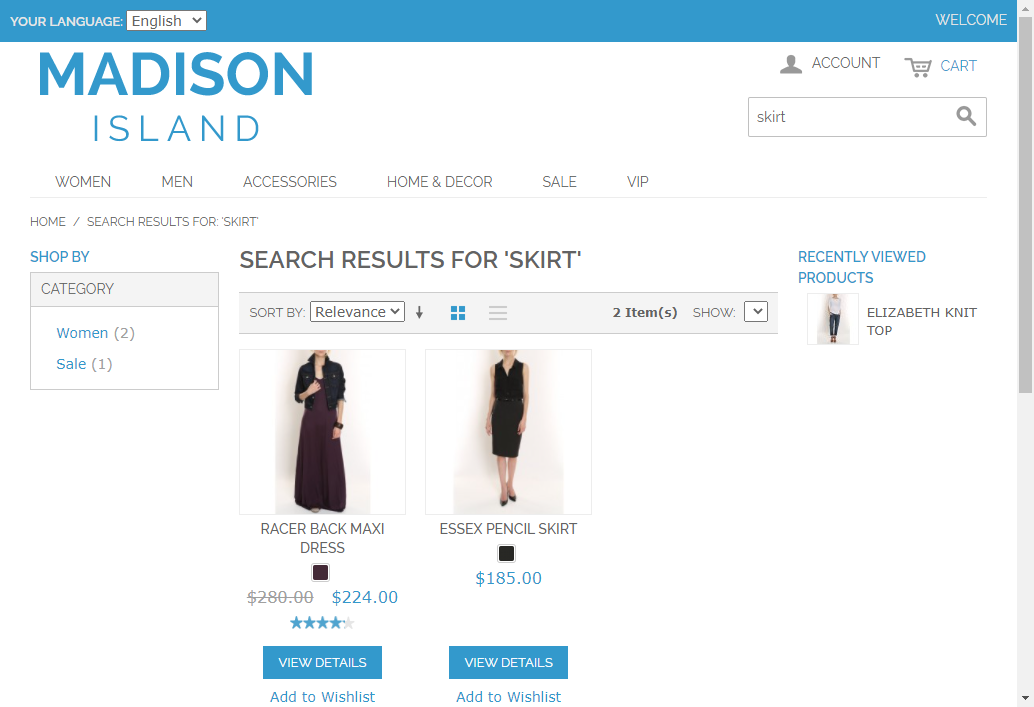 YOUR LANGUAGE: English
WELCOME
MADISON
ISLAND
ACCOUNT
CART
skirt
WOMEN
MEN
ACCESSORIES
HOME & DECOR
SALE
VIP
HOME / SEARCH RESULTS FOR: 'SKIRT'
SHOP BY
CATEGORY
Women (2)
Sale (1)
SEARCH RESULTS FOR 'SKIRT'
SORT BY: Relevance
2 Item(s)
SHOW:
RACER BACK MAXI
DRESS
$280.00 $224.00
VIEW DETAILS
Add to Wishlist
ESSEX PENCIL SKIRT
$185.00
VIEW DETAILS
Add to Wishlist
RECENTLY VIEWED
PRODUCTS
ELIZABETH KNIT
TOP